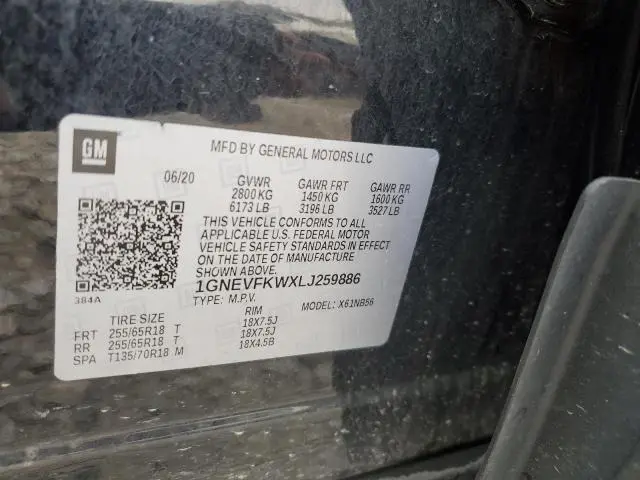 GM
MFD BY GENERAL MOTORS LLC
06/20 GVWR GAWR FRT GAWR RR
2800 KG 1450 KG 1600 KG
6173 LB 3196 LB 3527 LB
THIS VEHICLE CONFORMS TO ALL
APPLICABLE U.S. FEDERAL MOTOR
VEHICLE SAFETY STANDARDS IN EFFECT
ON THE DATE OF MANUFACTURE
SHOWN ABOVE.
384A
1GNEVFKWXLJ259886
TYPE: M.P.V. MODEL: X61NB56
TIRE SIZE RIM
FRT 255/65R18 T 18X7.5J
RR 255/65R18 T 18X7.5J
SPA T135/70R18 M 18X4.5B